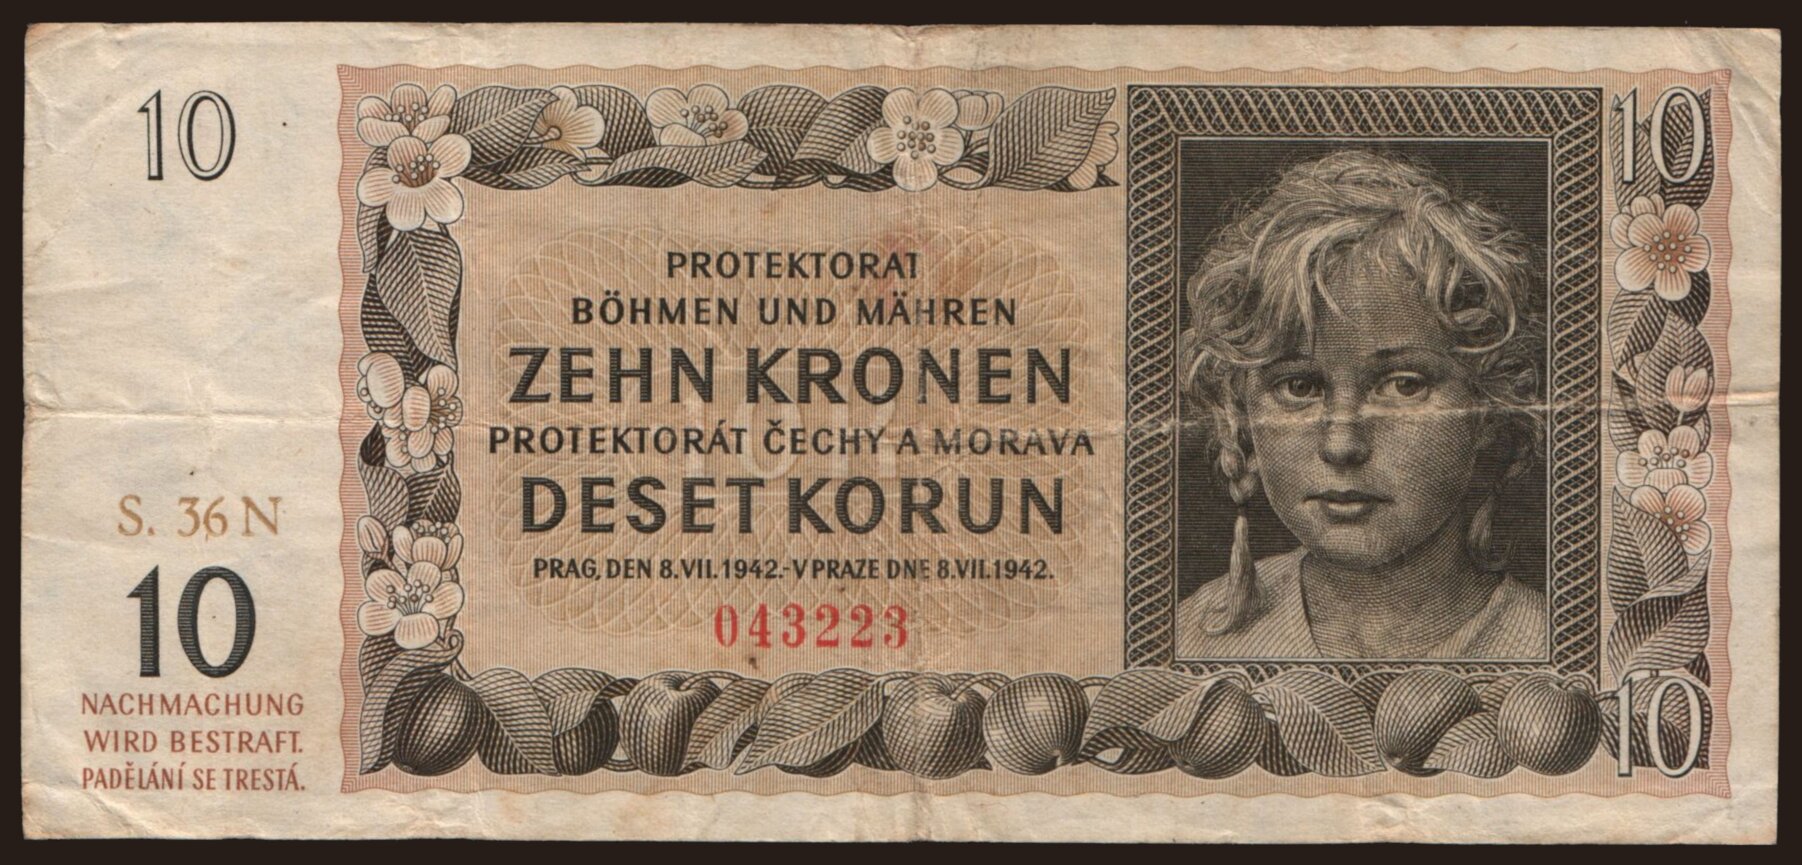 10
10
PROTEKTORAT
BÖHMEN UND MÄHREN
ZEHN KRONEN
PROTEKTORÁT ČECHY A MORAVA
DESET KORUN
PRAG, DEN 8.VII.1942.-V PRAZE DNE 8.VII.1942.
043223
S. 36 N
10
NACHMACHUNG
WIRD BESTRAFT.
PADĚLÁNÍ SE TRESTÁ.
10